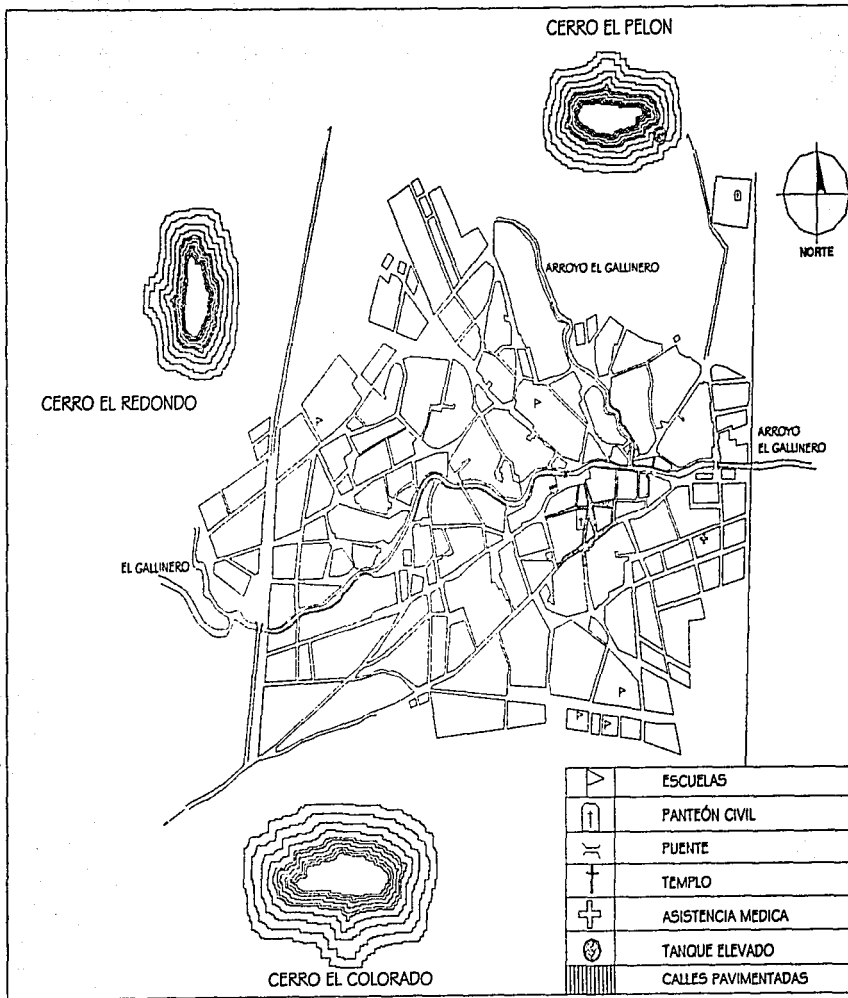 CERRO EL PELON
NORTE
ARROYO EL GALLINERO
CERRO EL REDONDO
ARROYO
EL GALLINERO
EL GALLINERO
ESCUELAS
PANTEÓN CIVIL
PUENTE
TEMPLO
ASISTENCIA MEDICA
TANQUE ELEVADO
CALLES PAVIMENTADAS
CERRO EL COLORADO